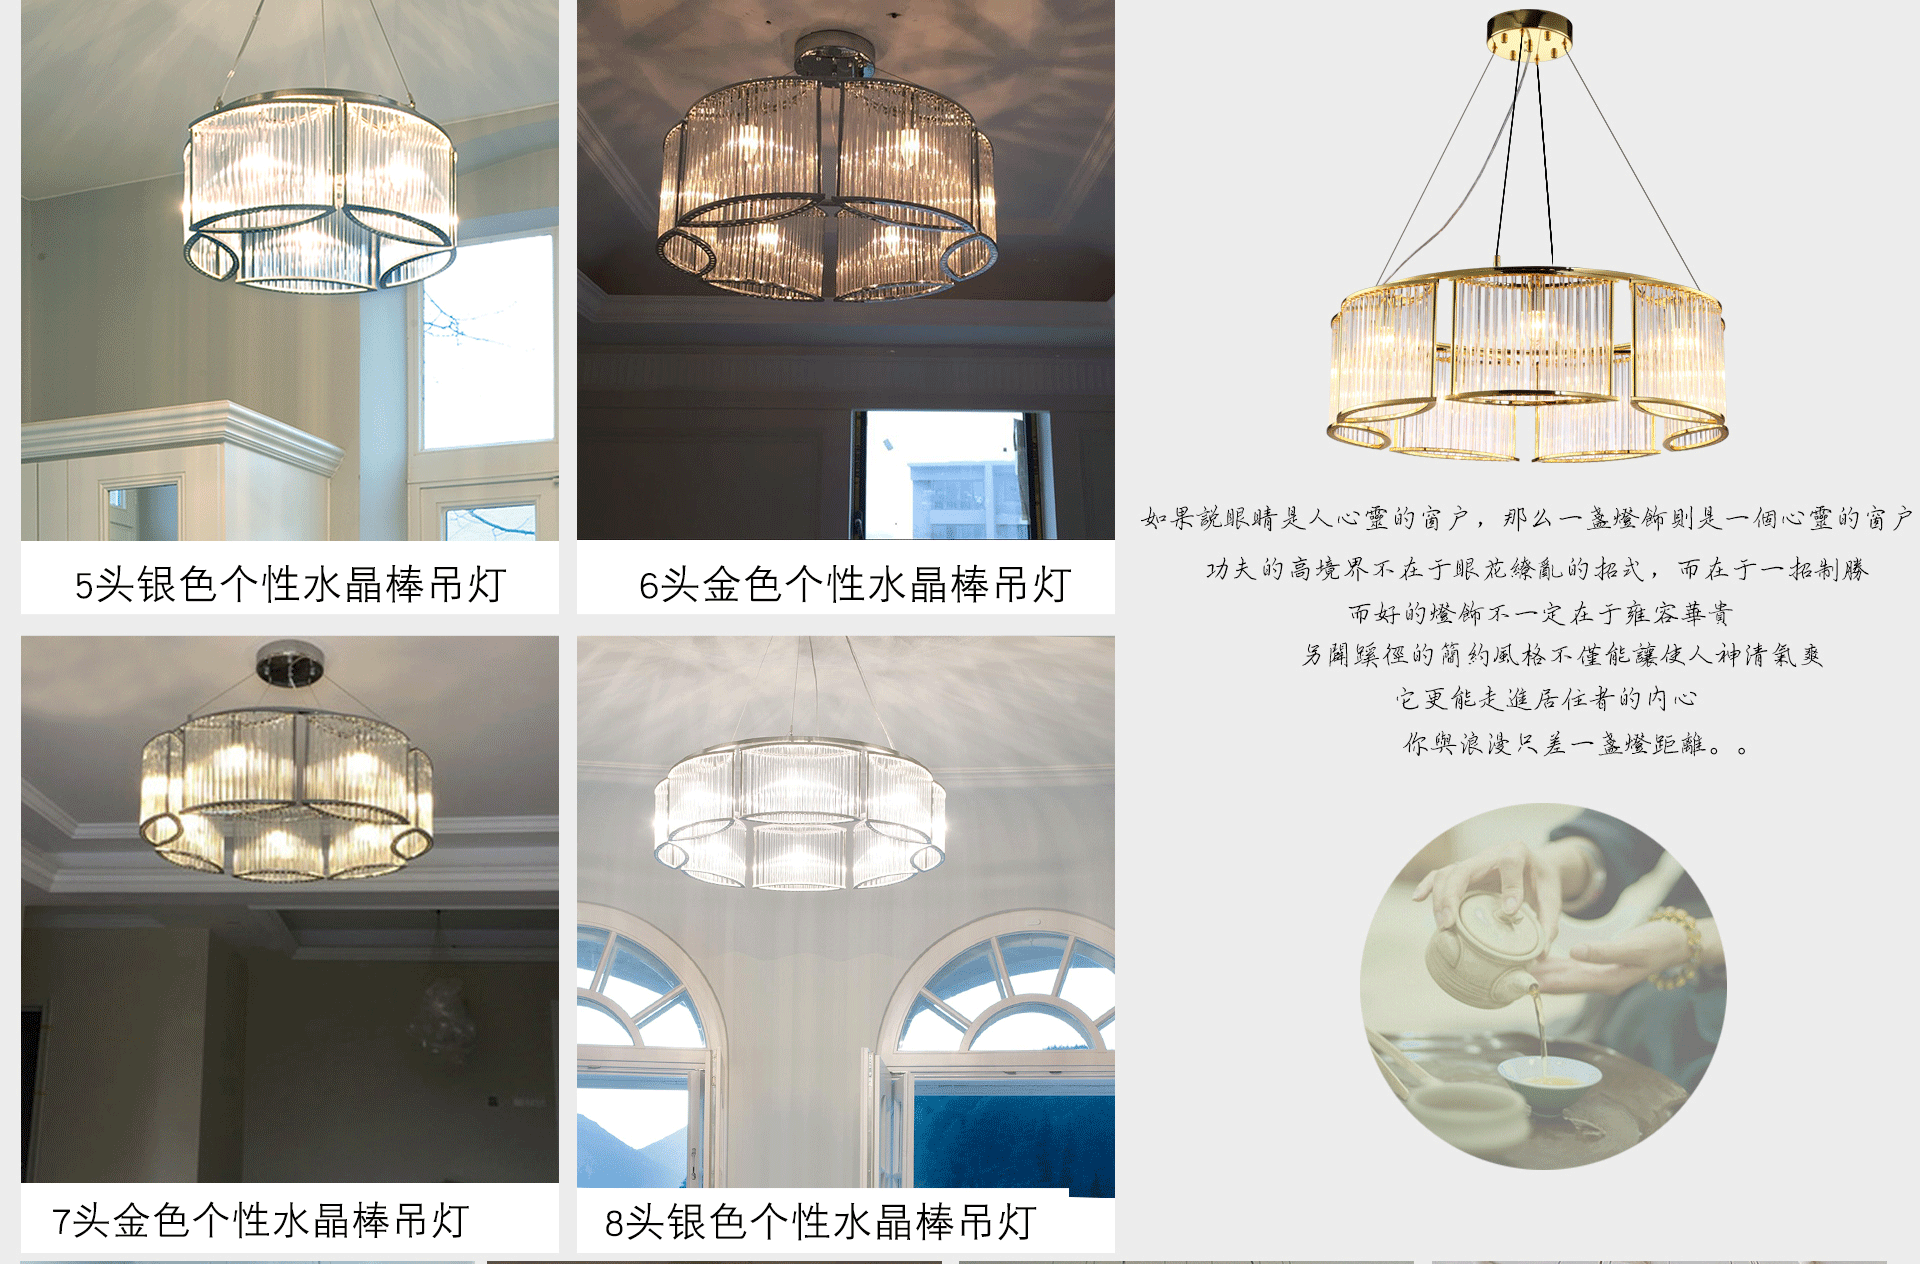 5头银色个性水晶棒吊灯
6头金色个性水晶棒吊灯
7头金色个性水晶棒吊灯
8头银色个性水晶棒吊灯
如果説眼睛是人心靈的窗户，那么一盞燈飾則是一個心靈的窗户
功夫的高境界不在于眼花繚亂的招式，而在于一招制勝
而好的燈飾不一定在于雍容華貴
另闢蹊徑的簡約風格不僅能讓使人神清氣爽
它更能走進居住者的内心
你與浪漫只差一盞燈距離。。